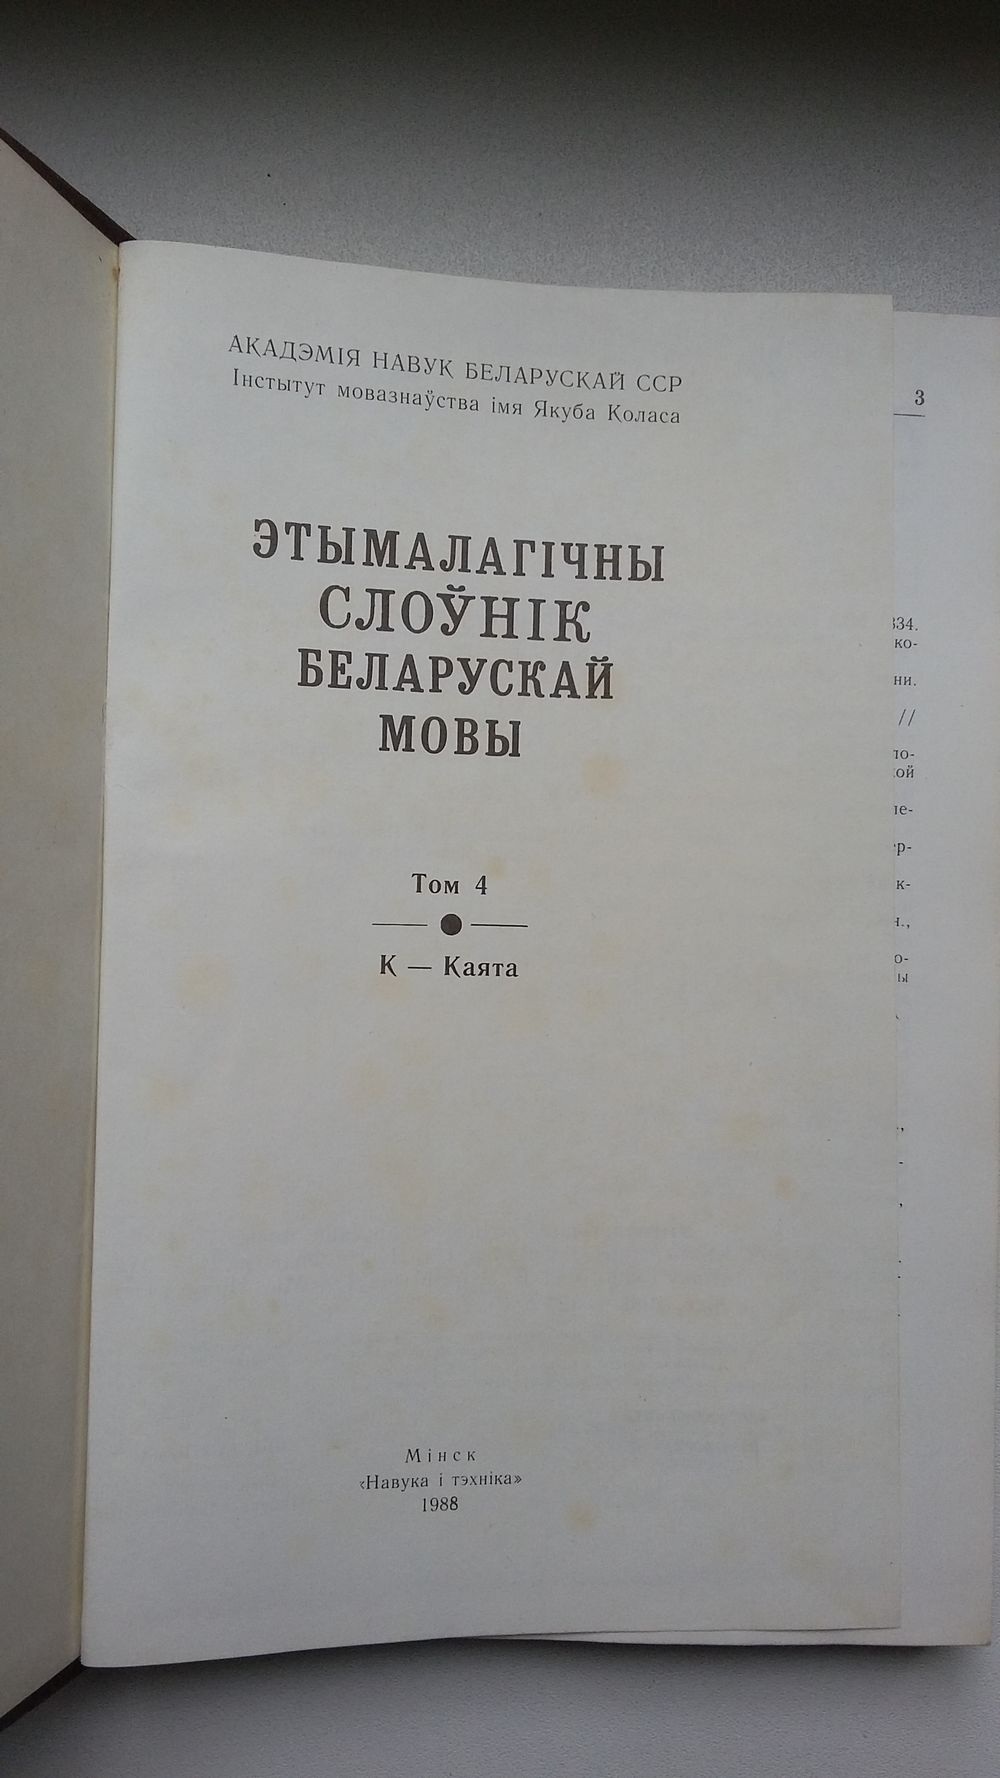 АКАДЭМІЯ НАВУК БЕЛАРУСКАЙ ССР
Інстытут мовазнаўства імя Якуба Коласа
ЭТЫМАЛАГІЧНЫ
СЛОЎНІК
БЕЛАРУСКАЙ
МОВЫ
Том 4
К — Каята
Мінск
«Навука і тэхніка»
1988
3